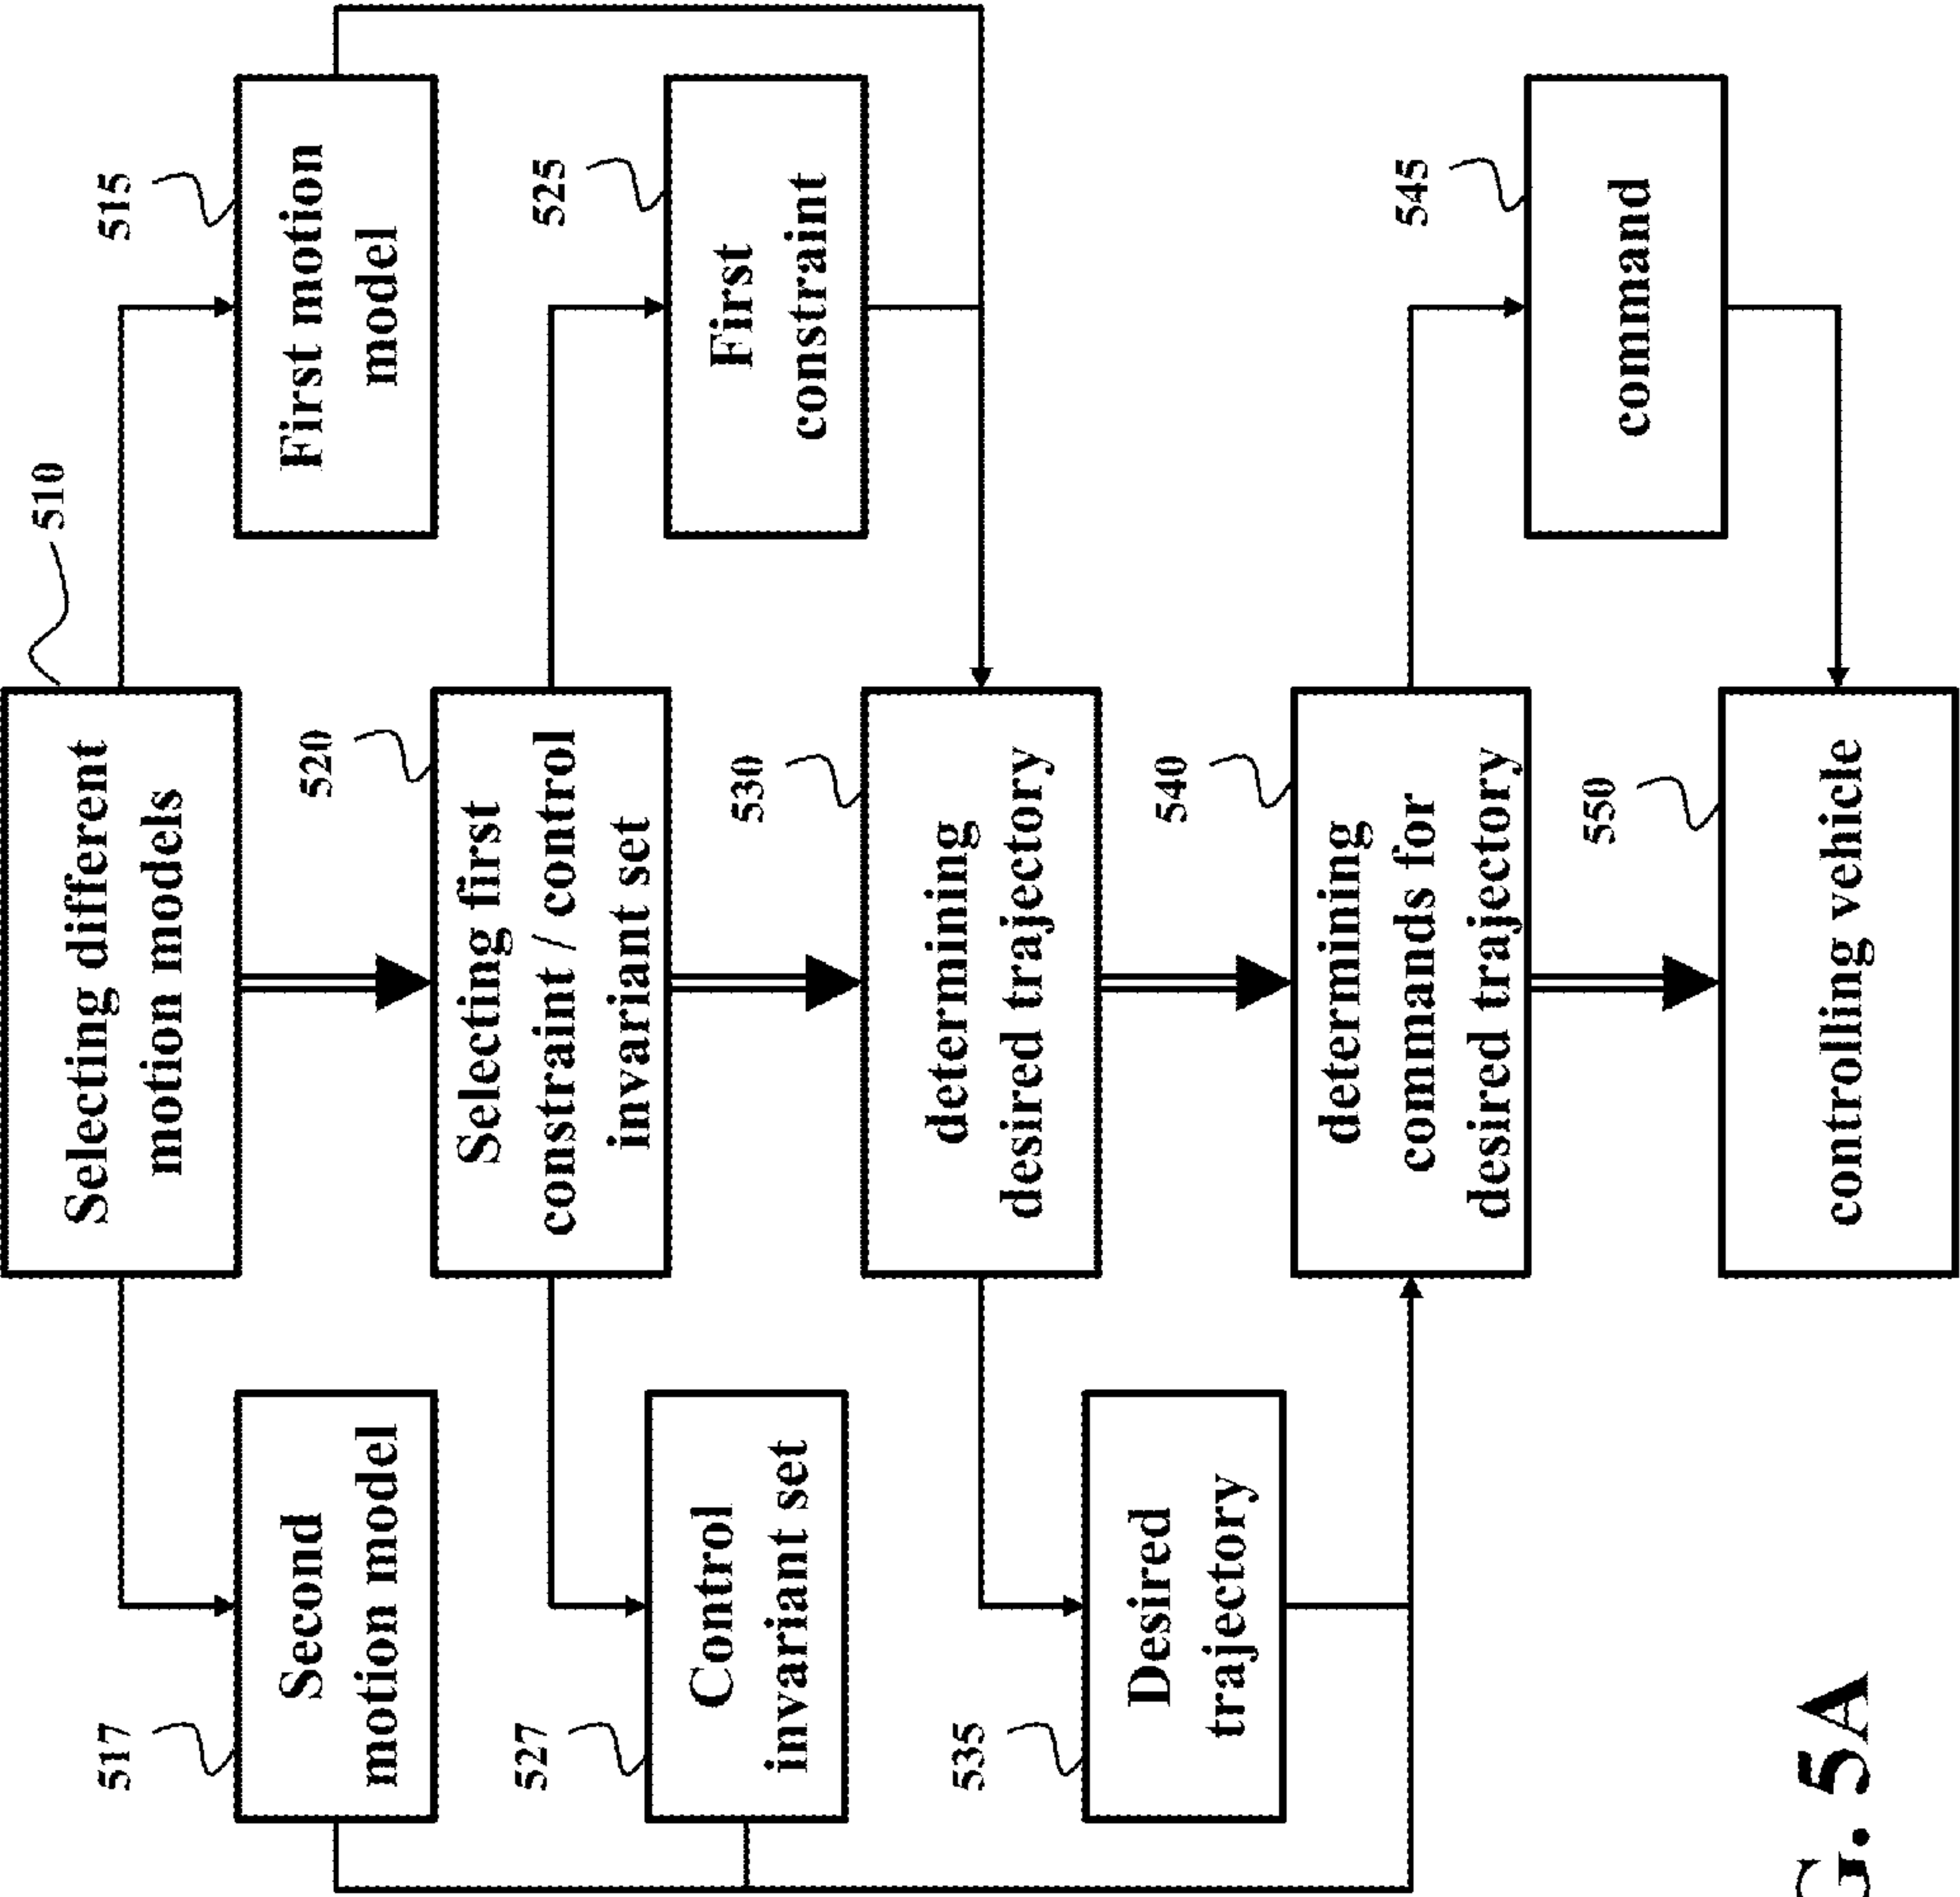 510
Selecting different
motion models
517
Second
motion model
515
First motion
model
520
Selecting first
constraint / control
invariant set
527
Control
invariant set
525
First
constraint
530
determining
desired trajectory
535
Desired
trajectory
540
determining
commands for
desired trajectory
545
command
550
controlling vehicle
5A